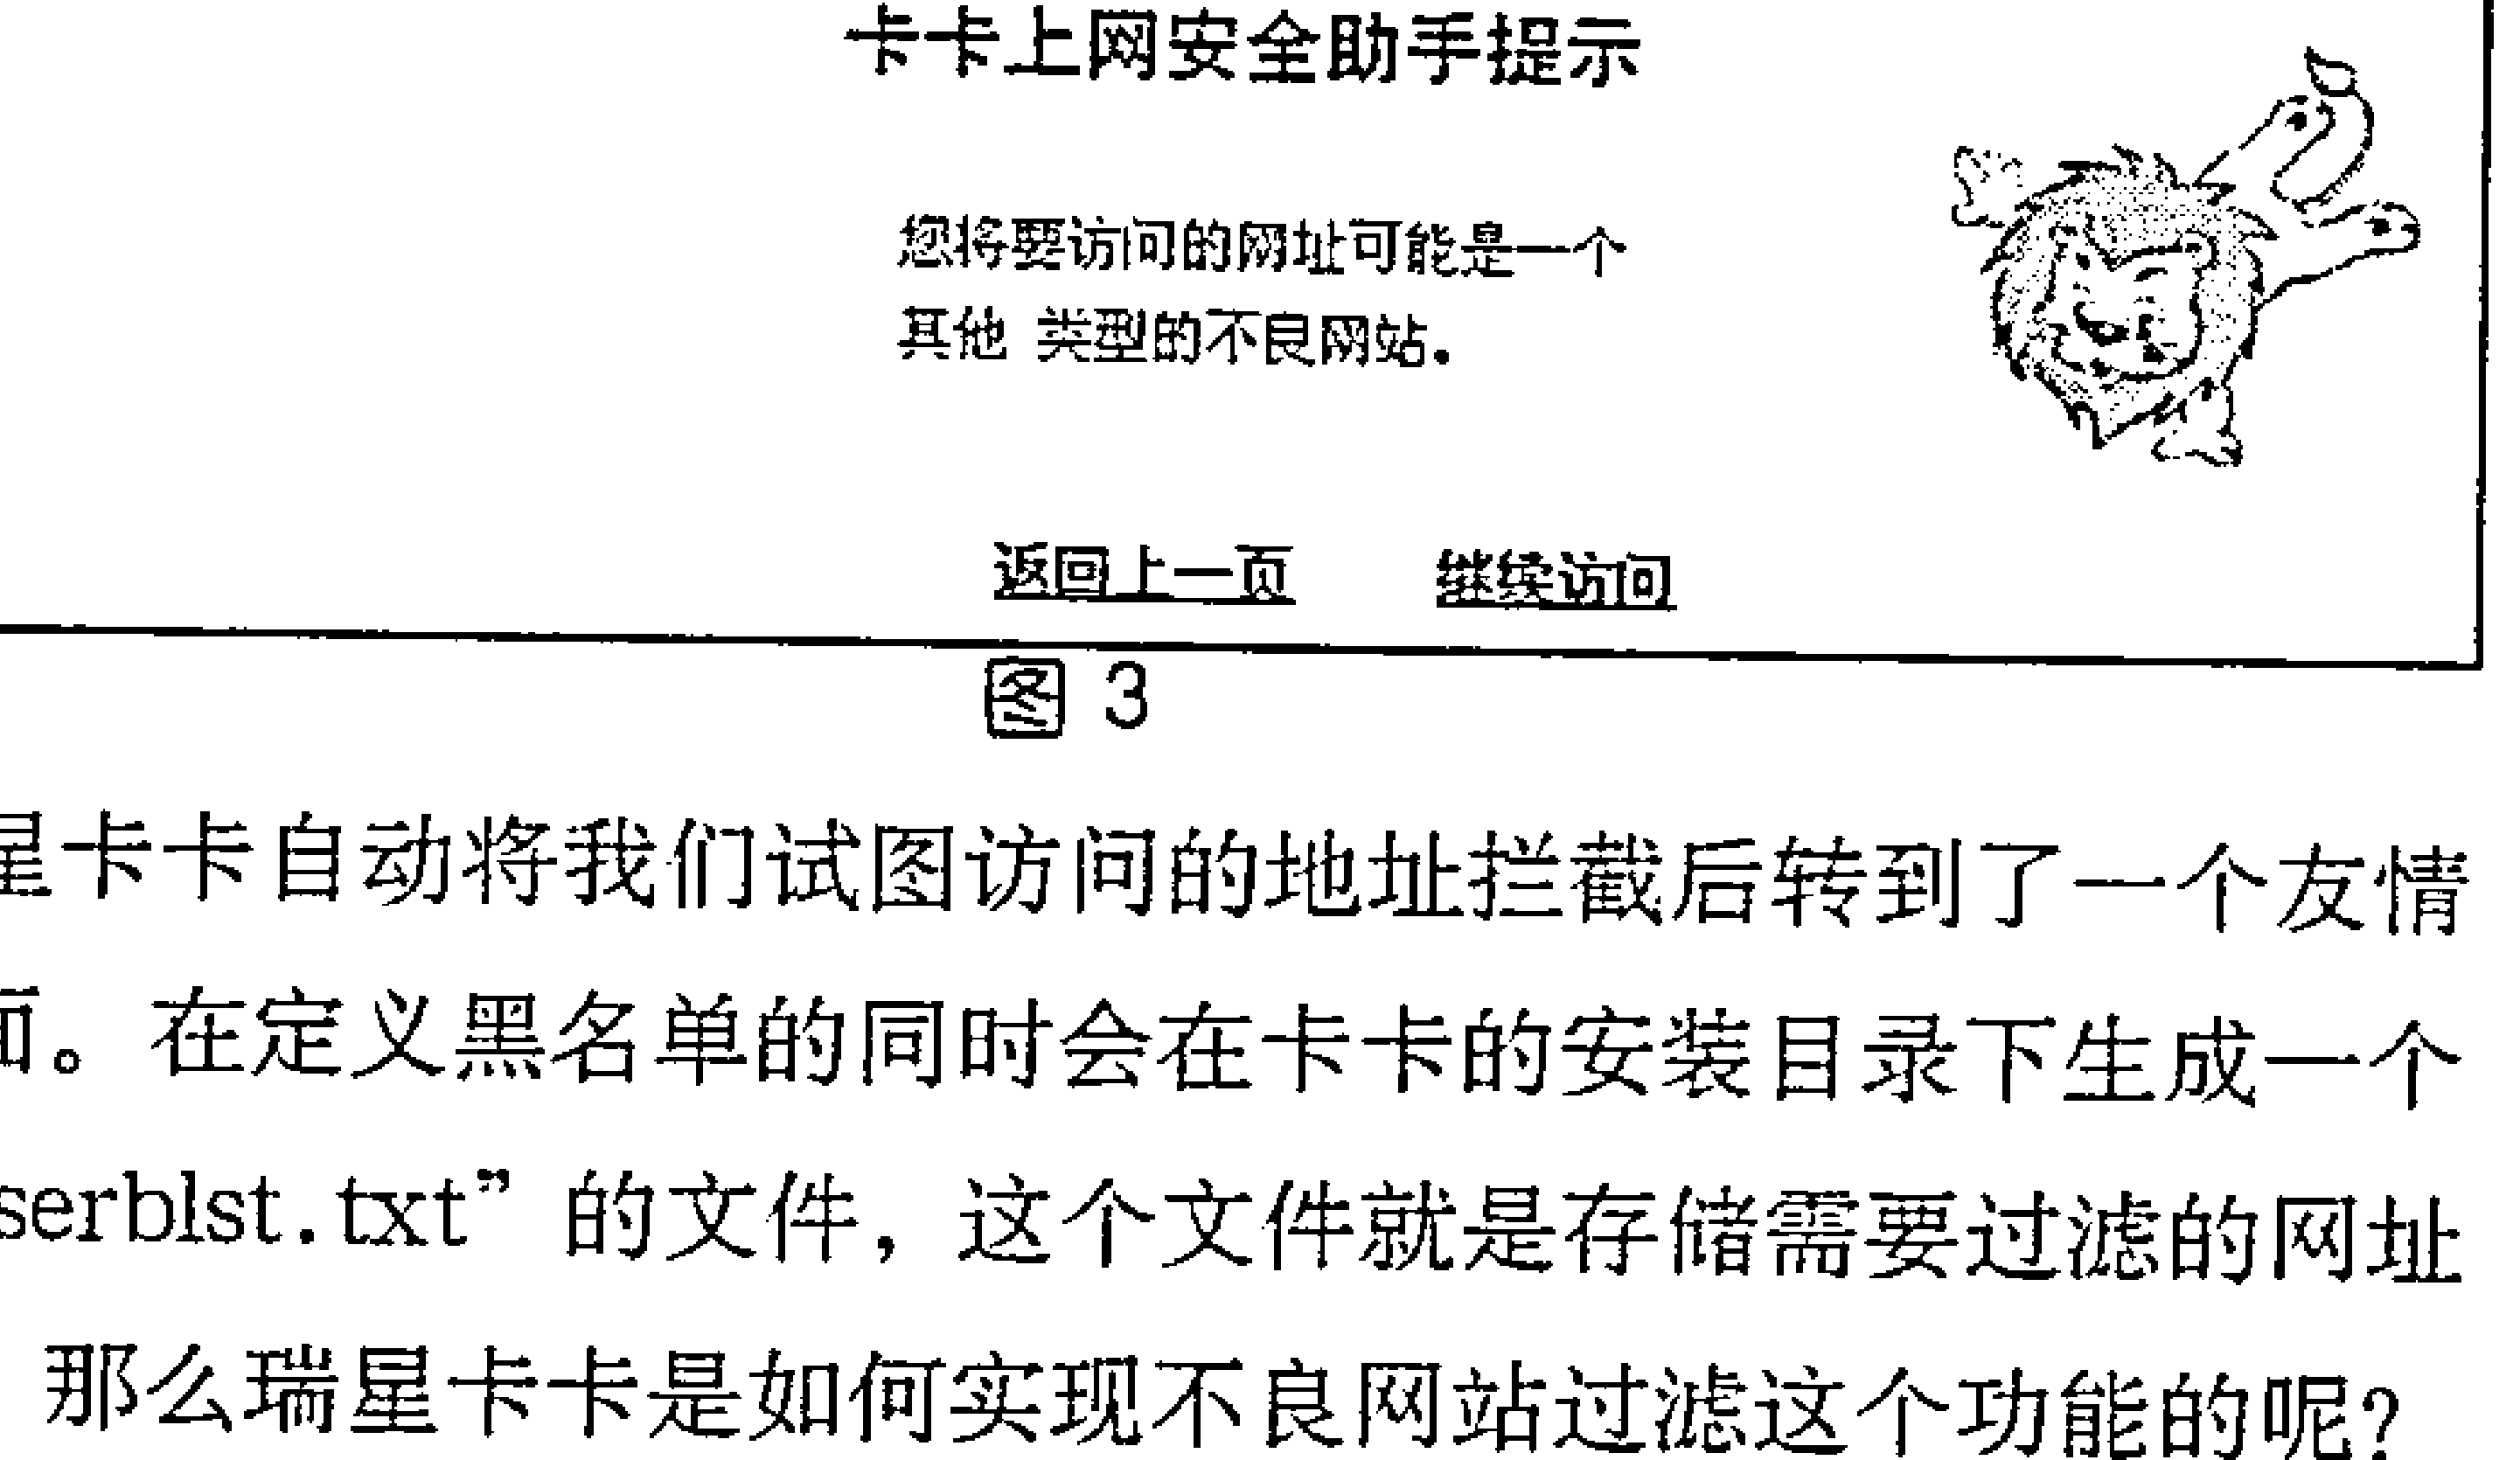 卡卡上网安全助手提示
您将要访问的网址可能是一个
其他 类型的不良网站。
返回上一页 继续访问
图 3
星卡卡自动将我们试图访问的地址拦截后转到了一个友情
面。在定义黑名单的同时会在卡卡的安装目录下生成一个
serblst.txt” 的文件，这个文件就是存储需要过滤的网址
那么瑞星卡卡是如何实现不良网站过滤这个功能的呢？